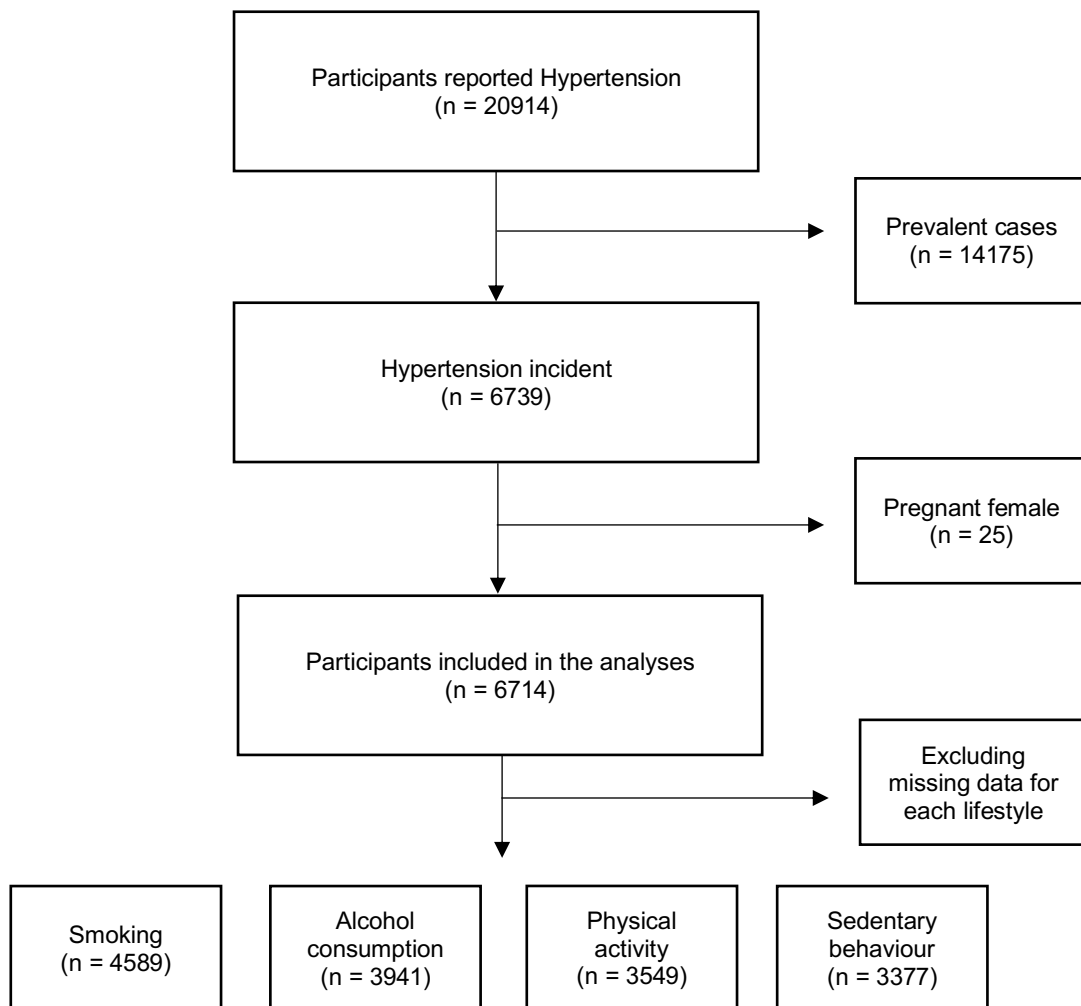 Participants reported Hypertension
(n = 20914)
Prevalent cases
(n = 14175)
Hypertension incident
(n = 6739)
Pregnant female
(n = 25)
Participants included in the analyses
(n = 6714)
Excluding
missing data for
each lifestyle
Smoking
(n = 4589)
Alcohol
consumption
(n = 3941)
Physical
activity
(n = 3549)
Sedentary
behaviour
(n = 3377)